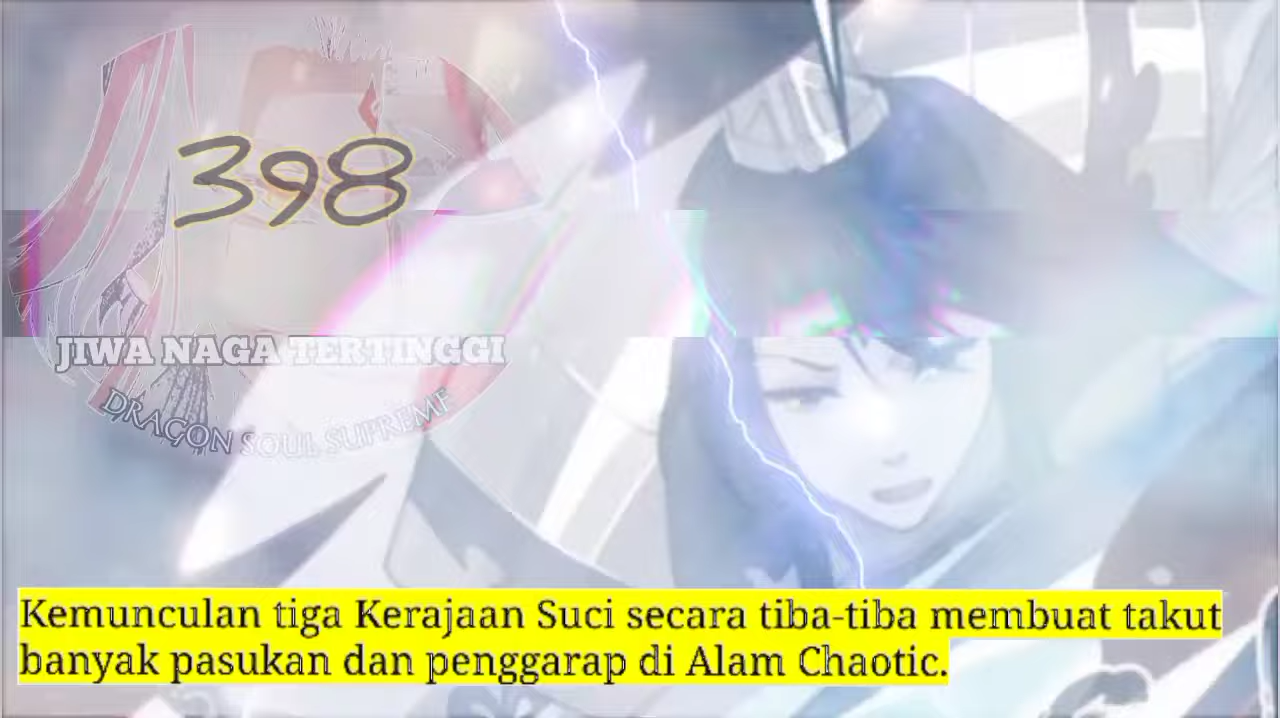 398
JIWA NAGA TERTINGGI
DRAGON SOUL SUPREME
Kemunculan tiga Kerajaan Suci secara tiba-tiba membuat takut
banyak pasukan dan penggarap di Alam Chaotic.